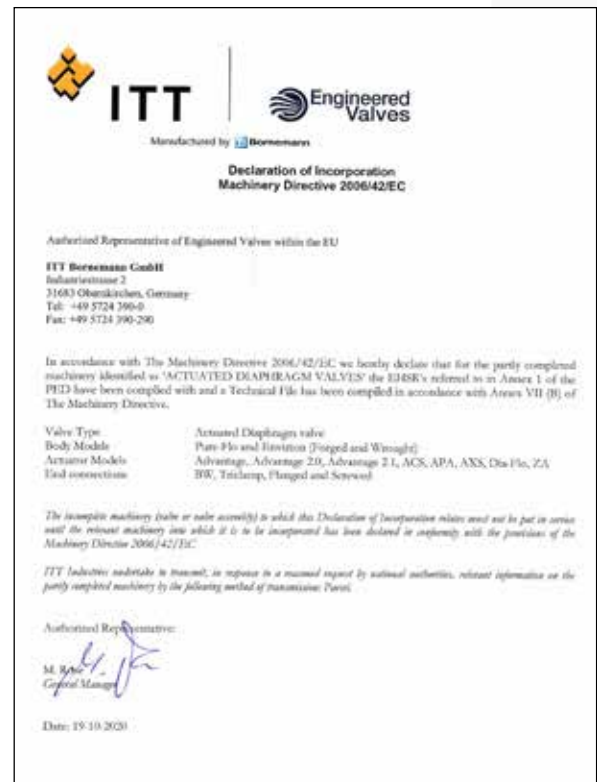 ITT
Engineered
Valves
Manufactured by Bornemann
Declaration of Incorporation
Machinery Directive 2006/42/EC
Authorized Representative of Engineered Valves within the EU
ITT Bornemann GmbH
Industriestrasse 2
31683 Obernkirchen, Germany
Tel: +49 5724 390-0
Fax: +49 5724 390-290
In accordance with The Machinery Directive 2006/42/EC we hereby declare that for the partly completed
machinery identified as 'ACTUATED DIAPHRAGM VALVES' the EHSR's referred to in Annex 1 of the
PED have been complied with and a Technical File has been compiled in accordance with Annex VII (B) of
The Machinery Directive.
Valve Type Actuated Diaphragm valve
Body Models Pure-Flo and Envizion (Forged and Wrought)
Actuator Models Advantage, Advantage 2.0, Advantage 2.1, ACS, APA, AXS, Dia-Flo, ZA
End connections BW, Triclamp, Flanged and Screwed
The incomplete machinery (valve or valve assembly) to which this Declaration of Incorporation relates must not be put in service
until the relevant machinery into which it is to be incorporated has been declared in conformity with the provisions of the
Machinery Directive 2006/42/EC
ITT Industries undertake to transmit, in response to a reasoned request by national authorities, relevant information on the
partly completed machinery by the following method of transmission: Parcel.
Authorized Representative:
M.
General Manager
Date: 19-10-2020